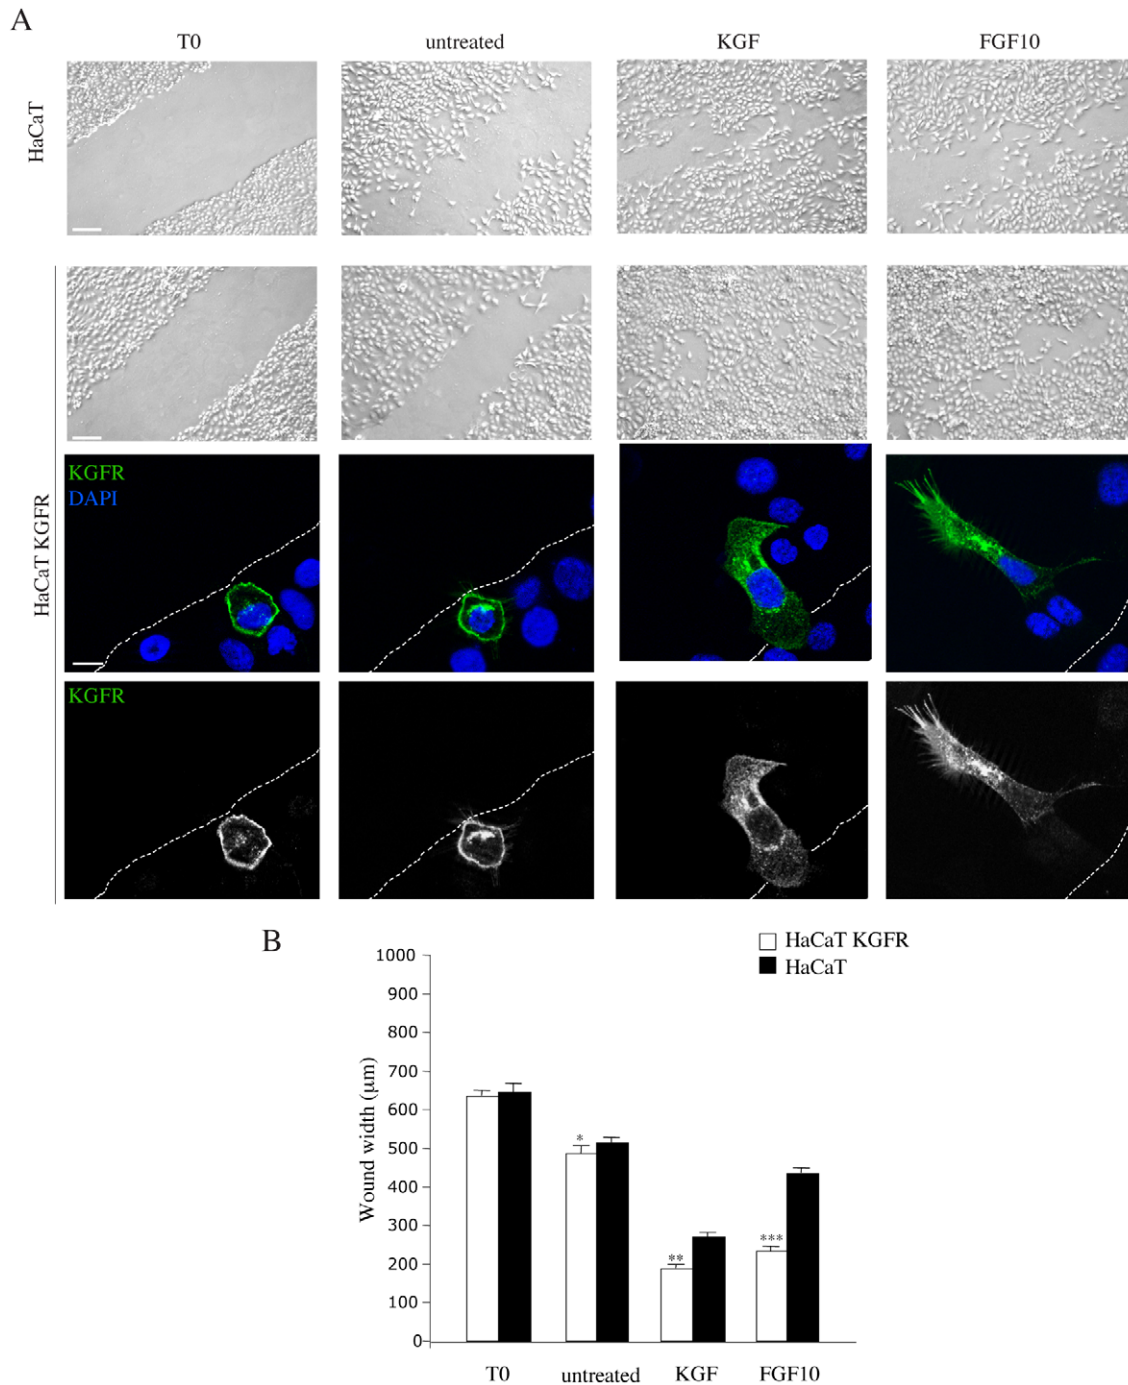 A
T0 untreated KGF FGF10
HaCaT
HaCaT KGFR
KGFR
DAPI
KGFR
B
HaCaT KGFR
HaCaT
Wound width (μm)
1000
900
800
700
600
500
400
300
200
100
0
*
**
***
T0 untreated KGF FGF10